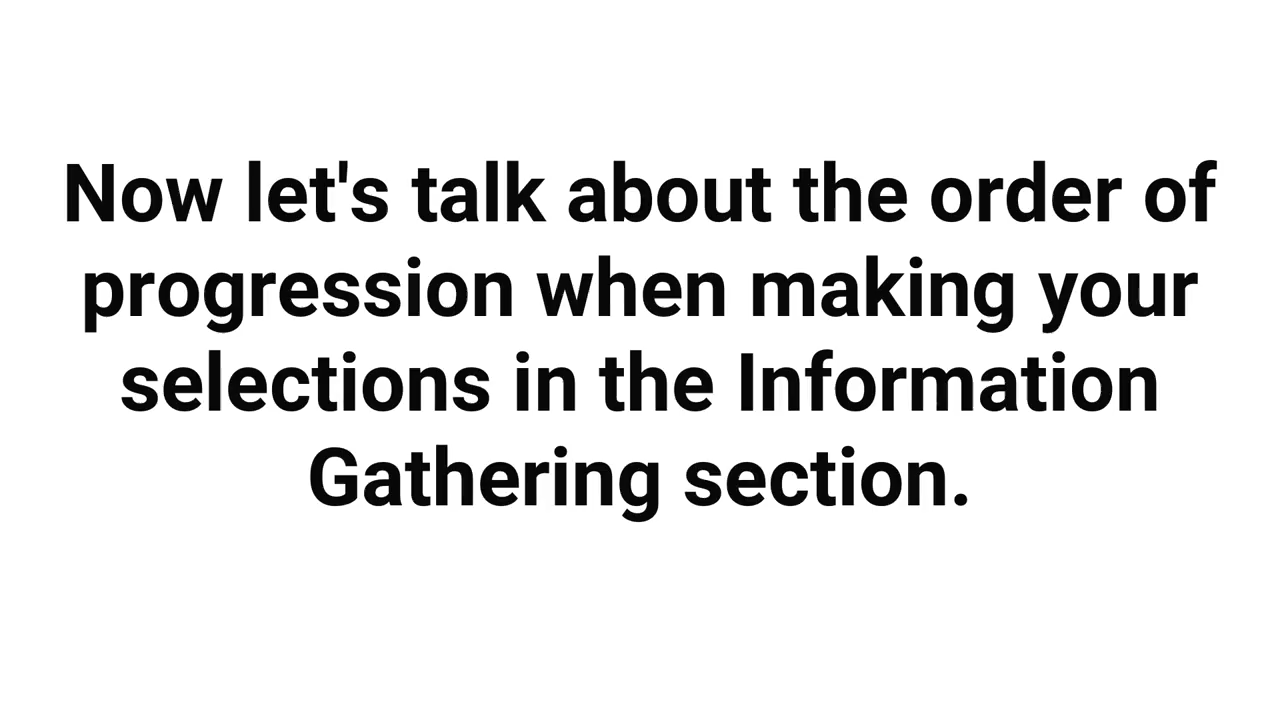 Now let's talk about the order of
progression when making your
selections in the Information
Gathering section.